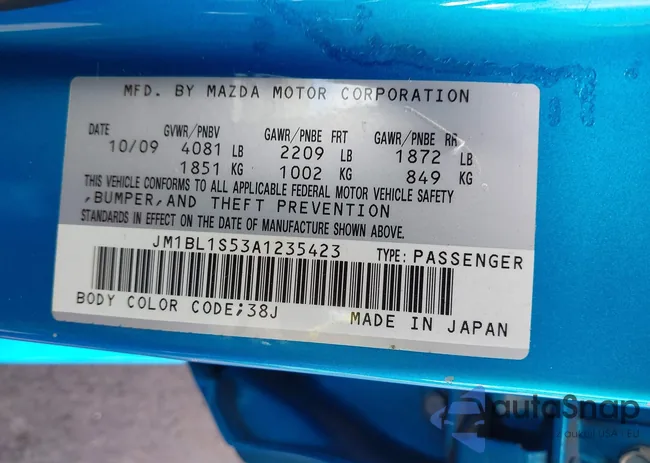 MFD. BY MAZDA MOTOR CORPORATION
DATE GVWR/PNBV GAWR/PNBE FRT GAWR/PNBE RR
10/09 4081 LB 2209 LB 1872 LB
1851 KG 1002 KG 849 KG
THIS VEHICLE CONFORMS TO ALL APPLICABLE FEDERAL MOTOR VEHICLE SAFETY
,BUMPER,AND THEFT PREVENTION
STANDARDS IN EFFECT ON THE DATE OF MANUFACTURE SHOWN ABOVE.
JM1BL1S53A1235423 TYPE: PASSENGER
BODY COLOR CODE;38J MADE IN JAPAN
autoSnap